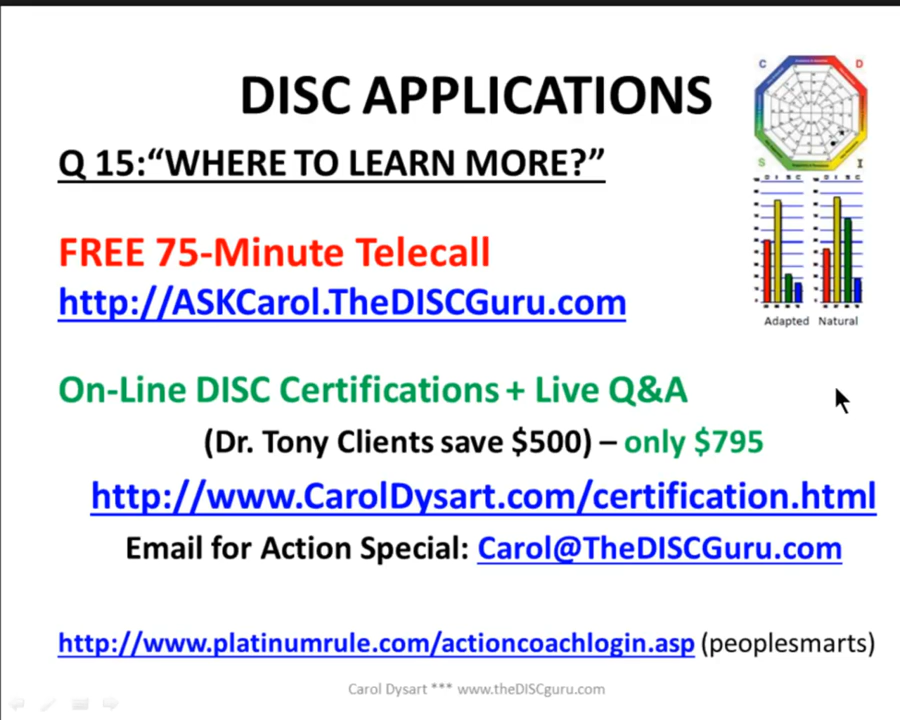 DISC APPLICATIONS
Q 15:“WHERE TO LEARN MORE?”
FREE 75-Minute Telecall
http://ASKCarol.TheDISCGuru.com
On-Line DISC Certifications + Live Q&A
(Dr. Tony Clients save $500) – only $795
http://www.CarolDysart.com/certification.html
Email for Action Special: Carol@TheDISCGuru.com
http://www.platinumrule.com/actioncoachlogin.asp (peoplesmarts)
Carol Dysart *** www.theDISCguru.com
C D
S I
D I S C D I S C
Adapted Natural